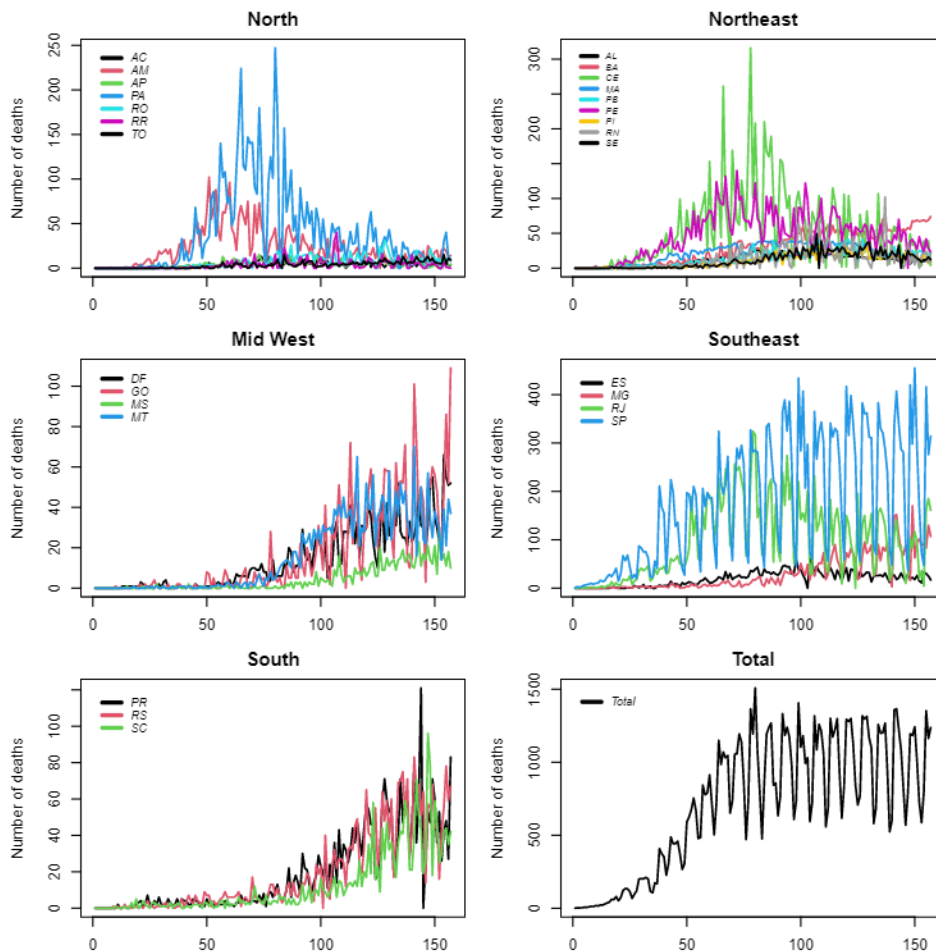 North
Number of deaths
250
200
150
100
50
0
AC
AM
AP
PA
RO
RR
TO
0 50 100 150
Northeast
Number of deaths
300
200
100
50
0
AL
BA
CE
MA
PB
PE
PI
RN
SE
0 50 100 150
Mid West
Number of deaths
100
80
60
40
20
0
DF
GO
MS
MT
0 50 100 150
Southeast
Number of deaths
400
300
200
100
0
ES
MG
RJ
SP
0 50 100 150
South
Number of deaths
100
80
60
40
20
0
PR
RS
SC
0 50 100 150
Total
Number of deaths
1500
1000
500
0
Total
0 50 100 150